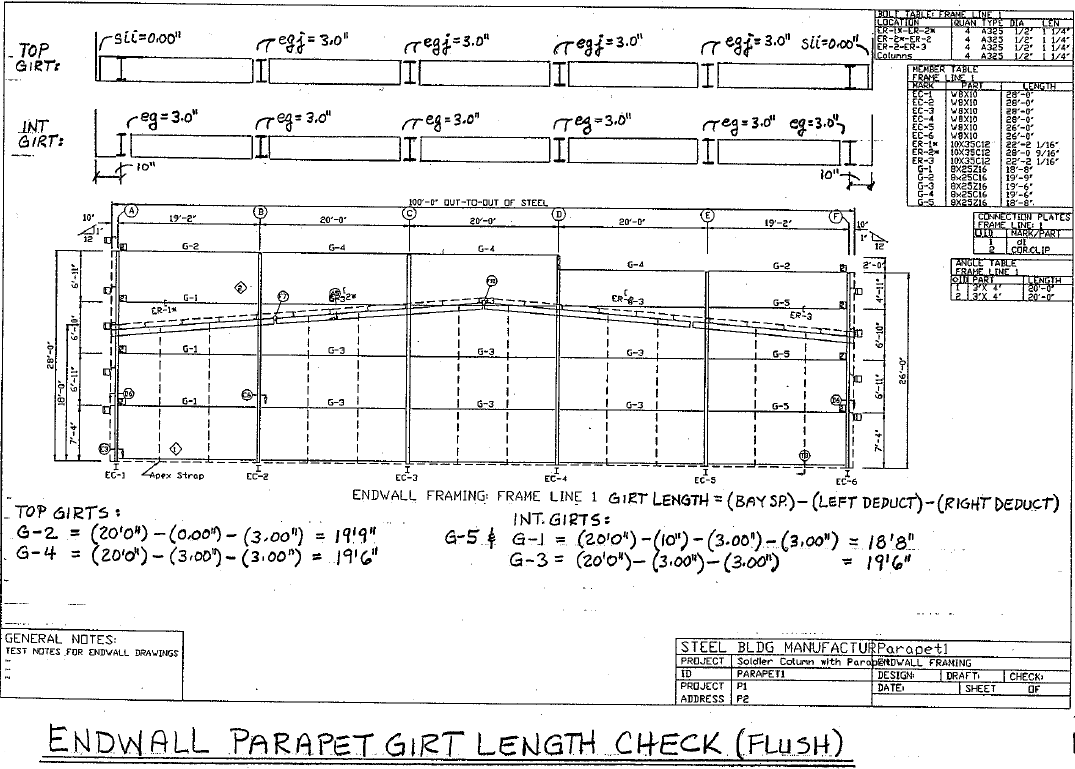 TOP GIRT:
sii=0.00"
egj=3.0"
egj=3.0"
egj=3.0"
egj=3.0"
sii=0.00"
INT GIRT:
eg=3.0"
eg=3.0"
eg=3.0"
eg=3.0"
eg=3.0"
eg=3.0"
10"
10"
BOLT TABLE: FRAME LINE 1
LOCATION QUAN TYPE DIA LEN
ER-1*-ER-2* 4 A325 1/2" 1 1/4"
ER-2*-ER-2 4 A325 1/2" 1 1/4"
ER-2-ER-3 4 A325 1/2" 1 1/4"
Columns 4 A325 1/2" 1 1/4"
MEMBER TABLE
FRAME LINE 1
MARK PART LENGTH
EC-1 W8X10 28'-0"
EC-2 W8X10 28'-0"
EC-3 W8X10 28'-0"
EC-4 W8X10 28'-0"
EC-5 W8X10 26'-0"
EC-6 W8X10 26'-0"
ER-1* 10X35C12 22'-2 1/16"
ER-2* 10X35C12 28'-0 9/16"
ER-3 10X35C12 22'-2 1/16"
G-1 8X25Z16 18'-8"
G-2 8x25C16 19'-9"
G-3 8X25Z16 19'-6"
G-4 8x25C16 19'-6"
G-5 8X25Z16 18'-8"
CONNECTION PLATES
FRAME LINE: 1
ID MARK/PART
1 d1
2 COR.CLIP
ANGLE TABLE
FRAME LINE 1
ID PART LENGTH
1 3"X 4" 20'-0"
2 3"X 4" 20'-0"
100'-0" OUT-TO-OUT OF STEEL
A B C D E F
10" 19'-2" 20'-0" 20'-0" 20'-0" 19'-2" 10"
1" 12
1" 12
G-2 G-4 G-4 G-4 G-2
2'-0"
6'-11"
4'-11"
G-1 2 F7 ER-1* G-3 G-5
ER-3
6'-10"
6'-10"
G-1 G-3 G-3 G-3 G-5
28'-0"
18'-0"
6'-11"
6'-11"
26'-0"
G-1 G-3 G-3 G-3 G-5
7'-4"
7'-4"
1
EC-1 Apex Strap EC-2 EC-3 EC-4 EC-5 EC-6
ENDWALL FRAMING: FRAME LINE 1 GIRT LENGTH = (BAY SP.) - (LEFT DEDUCT) - (RIGHT DEDUCT)
TOP GIRTS:
G-2 = (20'0") - (0.00") - (3.00") = 19'9"
G-4 = (20'0") - (3.00") - (3.00") = 19'6"
INT. GIRTS:
G-5 & G-1 = (20'0") - (10") - (3.00") - (3.00") = 18'8"
G-3 = (20'0") - (3.00") - (3.00") = 19'6"
GENERAL NOTES:
TEST NOTES FOR ENDWALL DRAWINGS
STEEL BLDG MANUFACTUR Parapet1
PROJECT Soldier Column with Parap ENDWALL FRAMING
ID PARAPET1 DESIGN: DRAFT: CHECK:
PROJECT P1 DATE: SHEET OF
ADDRESS P2
ENDWALL PARAPET GIRT LENGTH CHECK (FLUSH)